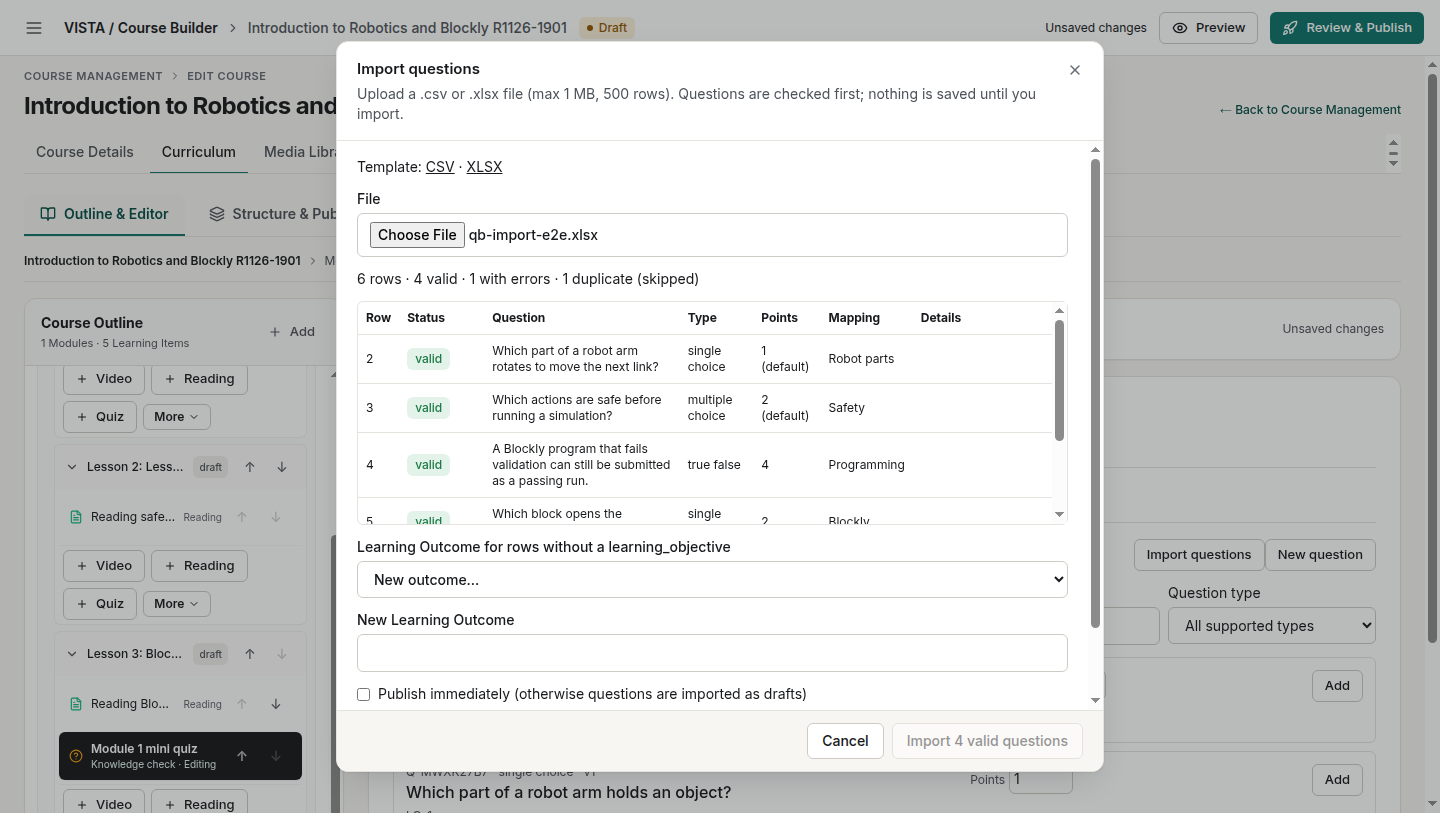 VISTA / Course Builder > Introduction to Robotics and Blockly R1126-1901 Draft
Unsaved changes Preview Review & Publish
COURSE MANAGEMENT > EDIT COURSE
Introduction to Robotics and
← Back to Course Management
Course Details Curriculum Media Libra
Outline & Editor Structure & Pub
Introduction to Robotics and Blockly R1126-1901 >
Course Outline
1 Modules · 5 Learning Items
+ Add
+ Video + Reading
+ Quiz More
Lesson 2: Less... draft
Reading safe... Reading
+ Video + Reading
+ Quiz More
Lesson 3: Bloc... draft
Reading Blo... Reading
Module 1 mini quiz
Knowledge check · Editing
+ Video + Reading
Import questions
Upload a .csv or .xlsx file (max 1 MB, 500 rows). Questions are checked first; nothing is saved until you
import.
Template: CSV · XLSX
File
Choose File qb-import-e2e.xlsx
6 rows · 4 valid · 1 with errors · 1 duplicate (skipped)
Row Status Question Type Points Mapping Details
2 valid Which part of a robot arm rotates to move the next link? single choice 1 (default) Robot parts
3 valid Which actions are safe before running a simulation? multiple choice 2 (default) Safety
4 valid A Blockly program that fails validation can still be submitted as a passing run. true false 4 Programming
5 valid Which block opens the single 2 Blockly
Learning Outcome for rows without a learning_objective
New outcome...
New Learning Outcome
Publish immediately (otherwise questions are imported as drafts)
Cancel Import 4 valid questions
Unsaved changes
Import questions New question
Question type
All supported types
Add
single choice
Points 1
Add
Which part of a robot arm holds an object?